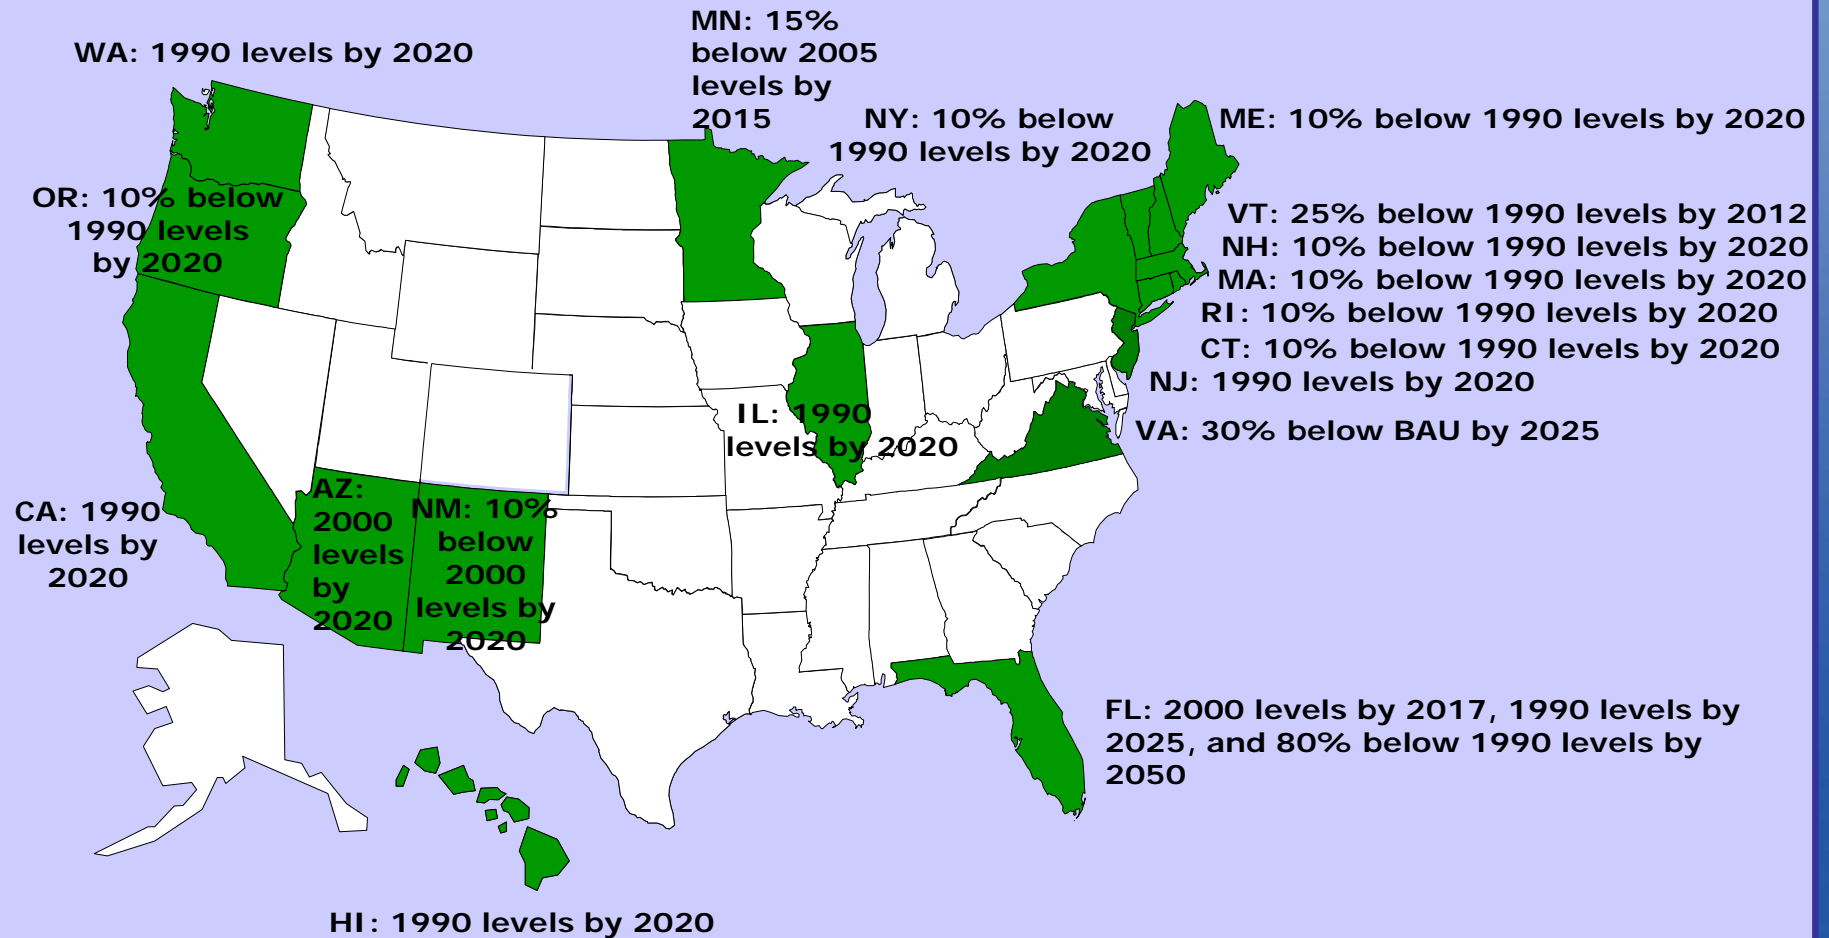 WA: 1990 levels by 2020
MN: 15%
below 2005
levels by
2015
NY: 10% below
1990 levels by 2020
ME: 10% below 1990 levels by 2020
OR: 10% below
1990 levels
by 2020
VT: 25% below 1990 levels by 2012
NH: 10% below 1990 levels by 2020
MA: 10% below 1990 levels by 2020
RI: 10% below 1990 levels by 2020
CT: 10% below 1990 levels by 2020
NJ: 1990 levels by 2020
VA: 30% below BAU by 2025
IL: 1990
levels by 2020
CA: 1990
levels by
2020
AZ:
2000
levels
by
2020
NM: 10%
below
2000
levels by
2020
FL: 2000 levels by 2017, 1990 levels by
2025, and 80% below 1990 levels by
2050
HI: 1990 levels by 2020